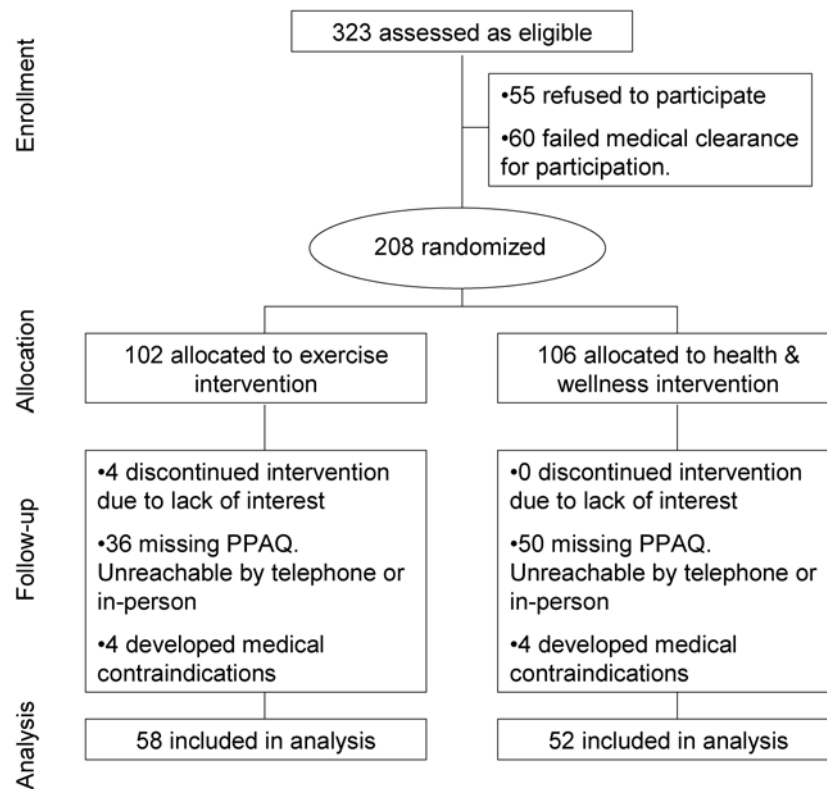 Enrollment
323 assessed as eligible
•55 refused to participate
•60 failed medical clearance
for participation.
208 randomized
Allocation
102 allocated to exercise
intervention
106 allocated to health &
wellness intervention
Follow-up
•4 discontinued intervention
due to lack of interest
•36 missing PPAQ.
Unreachable by telephone or
in-person
•4 developed medical
contraindications
•0 discontinued intervention
due to lack of interest
•50 missing PPAQ.
Unreachable by telephone or
in-person
•4 developed medical
contraindications
Analysis
58 included in analysis
52 included in analysis